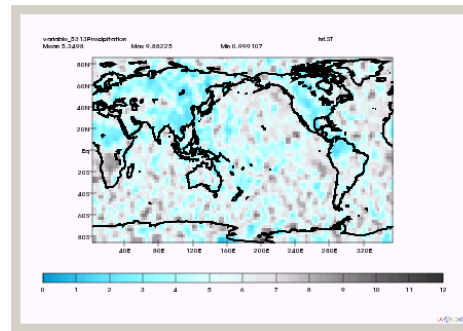 variable_5313Precipitation hrLST
Mean 5.3498 Max 9.88225 Min 0.999107
80N
60N
40N
20N
Eq
20S
40S
60S
80S
40E 80E 120E 160E 200E 240E 280E 320E
0 1 2 3 4 5 6 7 8 9 10 11 12